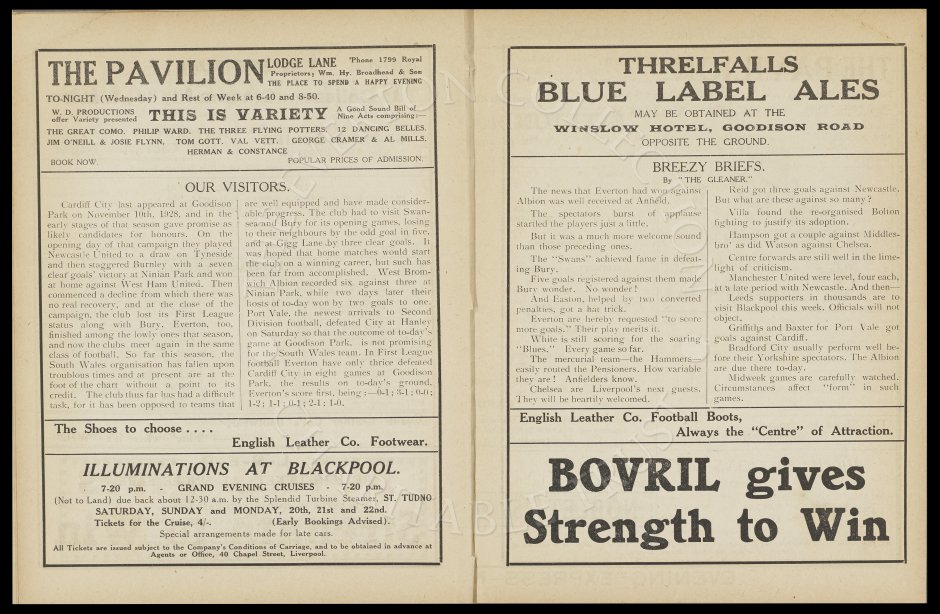 THE PAVILION
LODGE LANE 'Phone 1799 Royal
Proprietors; Wm. Hy. Broadhead & Son
THE PLACE TO SPEND A HAPPY EVENING
TO-NIGHT (Wednesday) and Rest of Week at 6-40 and 8-50.
W. D. PRODUCTIONS
offer Variety presented
THIS IS VARIETY
A Good Sound Bill of
Nine Acts comprising:—
THE GREAT COMO. PHILIP WARD. THE THREE FLYING POTTERS. 12 DANCING BELLES.
JIM O'NEILL & JOSIE FLYNN. TOM GOTT. VAL VETT. GEORGE CRAMER & AL MILLS.
HERMAN & CONSTANCE
BOOK NOW. POPULAR PRICES OF ADMISSION.
OUR VISITORS.
Cardiff City last appeared at Goodison
Park on November 10th, 1928, and in the
early stages of that season gave promise as
likely candidates for honours. On the
opening day of that campaign they played
Newcastle United to a draw on Tyneside
and then staggered Burnley with a seven
clear goals' victory at Ninian Park and won
at home against West Ham United. Then
commenced a decline from which there was
no real recovery, and at the close of the
campaign, the club lost its First League
status along with Bury. Everton, too,
finished among the lowly ones that season,
and now the clubs meet again in the same
class of football. So far this season, the
South Wales organisation has fallen upon
troublous times and at present are at the
foot of the chart without a point to its
credit. The club thus far has had a difficult
task, for it has been opposed to teams that
are well equipped and have made consider-
able progress. The club had to visit Swan-
sea and Bury for its opening games, losing
to their neighbours by the odd goal in five,
and at Gigg Lane by three clear goals. It
was hoped that home matches would start
the club on a winning career, but such has
been far from accomplished. West Brom-
wich Albion recorded six against three at
Ninian Park, while two days later their
hosts of to-day won by two goals to one.
Port Vale, the newest arrivals to Second
Division football, defeated City at Hanley
on Saturday so that the outcome of to-day's
game at Goodison Park, is not promising
for the South Wales team. In First League
football Everton have only thrice defeated
Cardiff City in eight games at Goodison
Park, the results on to-day's ground,
Everton's score first, being:—0-1; 3-1; 0-0;
1-2; 1-1; 0-1; 2-1; 1-0.
The Shoes to choose ....
English Leather Co. Footwear.
ILLUMINATIONS AT BLACKPOOL.
7-20 p.m. - GRAND EVENING CRUISES - 7-20 p.m.
(Not to Land) due back about 12-30 a.m. by the Splendid Turbine Steamer, ST. TUDNO
SATURDAY, SUNDAY and MONDAY, 20th, 21st and 22nd.
Tickets for the Cruise, 4/-. (Early Bookings Advised).
Special arrangements made for late cars.
All Tickets are issued subject to the Company's Conditions of Carriage, and to be obtained in advance at
Agents or Office, 40 Chapel Street, Liverpool.
THRELFALLS
BLUE LABEL ALES
MAY BE OBTAINED AT THE
WINSLOW HOTEL, GOODISON ROAD
OPPOSITE THE GROUND.
BREEZY BRIEFS.
By "THE GLEANER."
The news that Everton had won against
Albion was well received at Anfield.
The spectators burst of applause
startled the players just a little.
But it was a much more welcome sound
than those preceding ones.
The "Swans" achieved fame in defeat-
ing Bury.
Five goals registered against them made
Bury wonder. No wonder!
And Easton, helped by two converted
penalties, got a hat trick.
Everton are hereby requested "to score
more goals." Their play merits it.
White is still scoring for the soaring
"Blues." Every game so far.
The mercurial team—the Hammers—
easily routed the Pensioners. How variable
they are! Anfielders know.
Chelsea are Liverpool's next guests.
They will be heartily welcomed.
Reid got three goals against Newcastle.
But what are these against so many?
Villa found the re-organised Bolton
fighting to justify its adoption.
Hampson got a couple against Middles-
bro' as did Watson against Chelsea.
Centre forwards are still well in the lime-
light of criticism.
Manchester United were level, four each,
at a late period with Newcastle. And then—
Leeds supporters in thousands are to
visit Blackpool this week. Officials will not
object.
Griffiths and Baxter for Port Vale got
goals against Cardiff.
Bradford City usually perform well be-
fore their Yorkshire spectators. The Albion
are due there to-day.
Midweek games are carefully watched.
Circumstances affect "form" in such
games.
English Leather Co. Football Boots,
Always the "Centre" of Attraction.
BOVRIL gives
Strength to Win